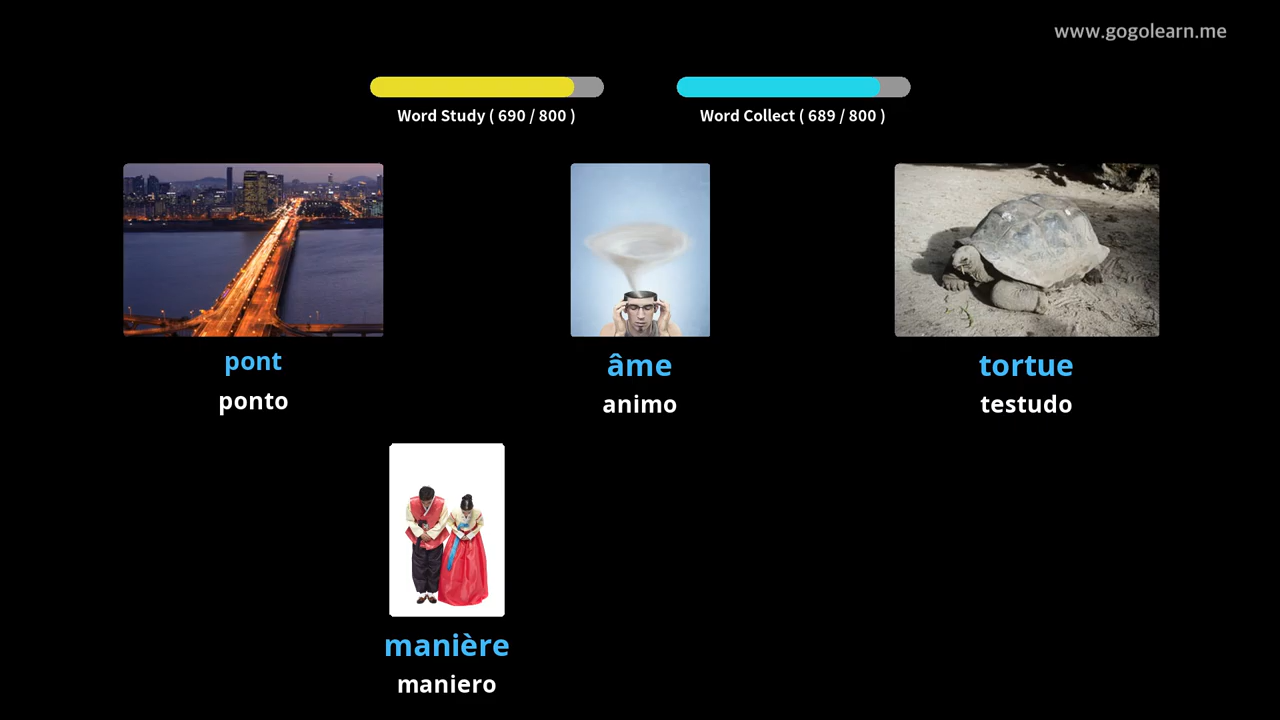 www.gogolearn.me
Word Study ( 690 / 800 )
Word Collect ( 689 / 800 )
pont
ponto
âme
animo
tortue
testudo
manière
maniero